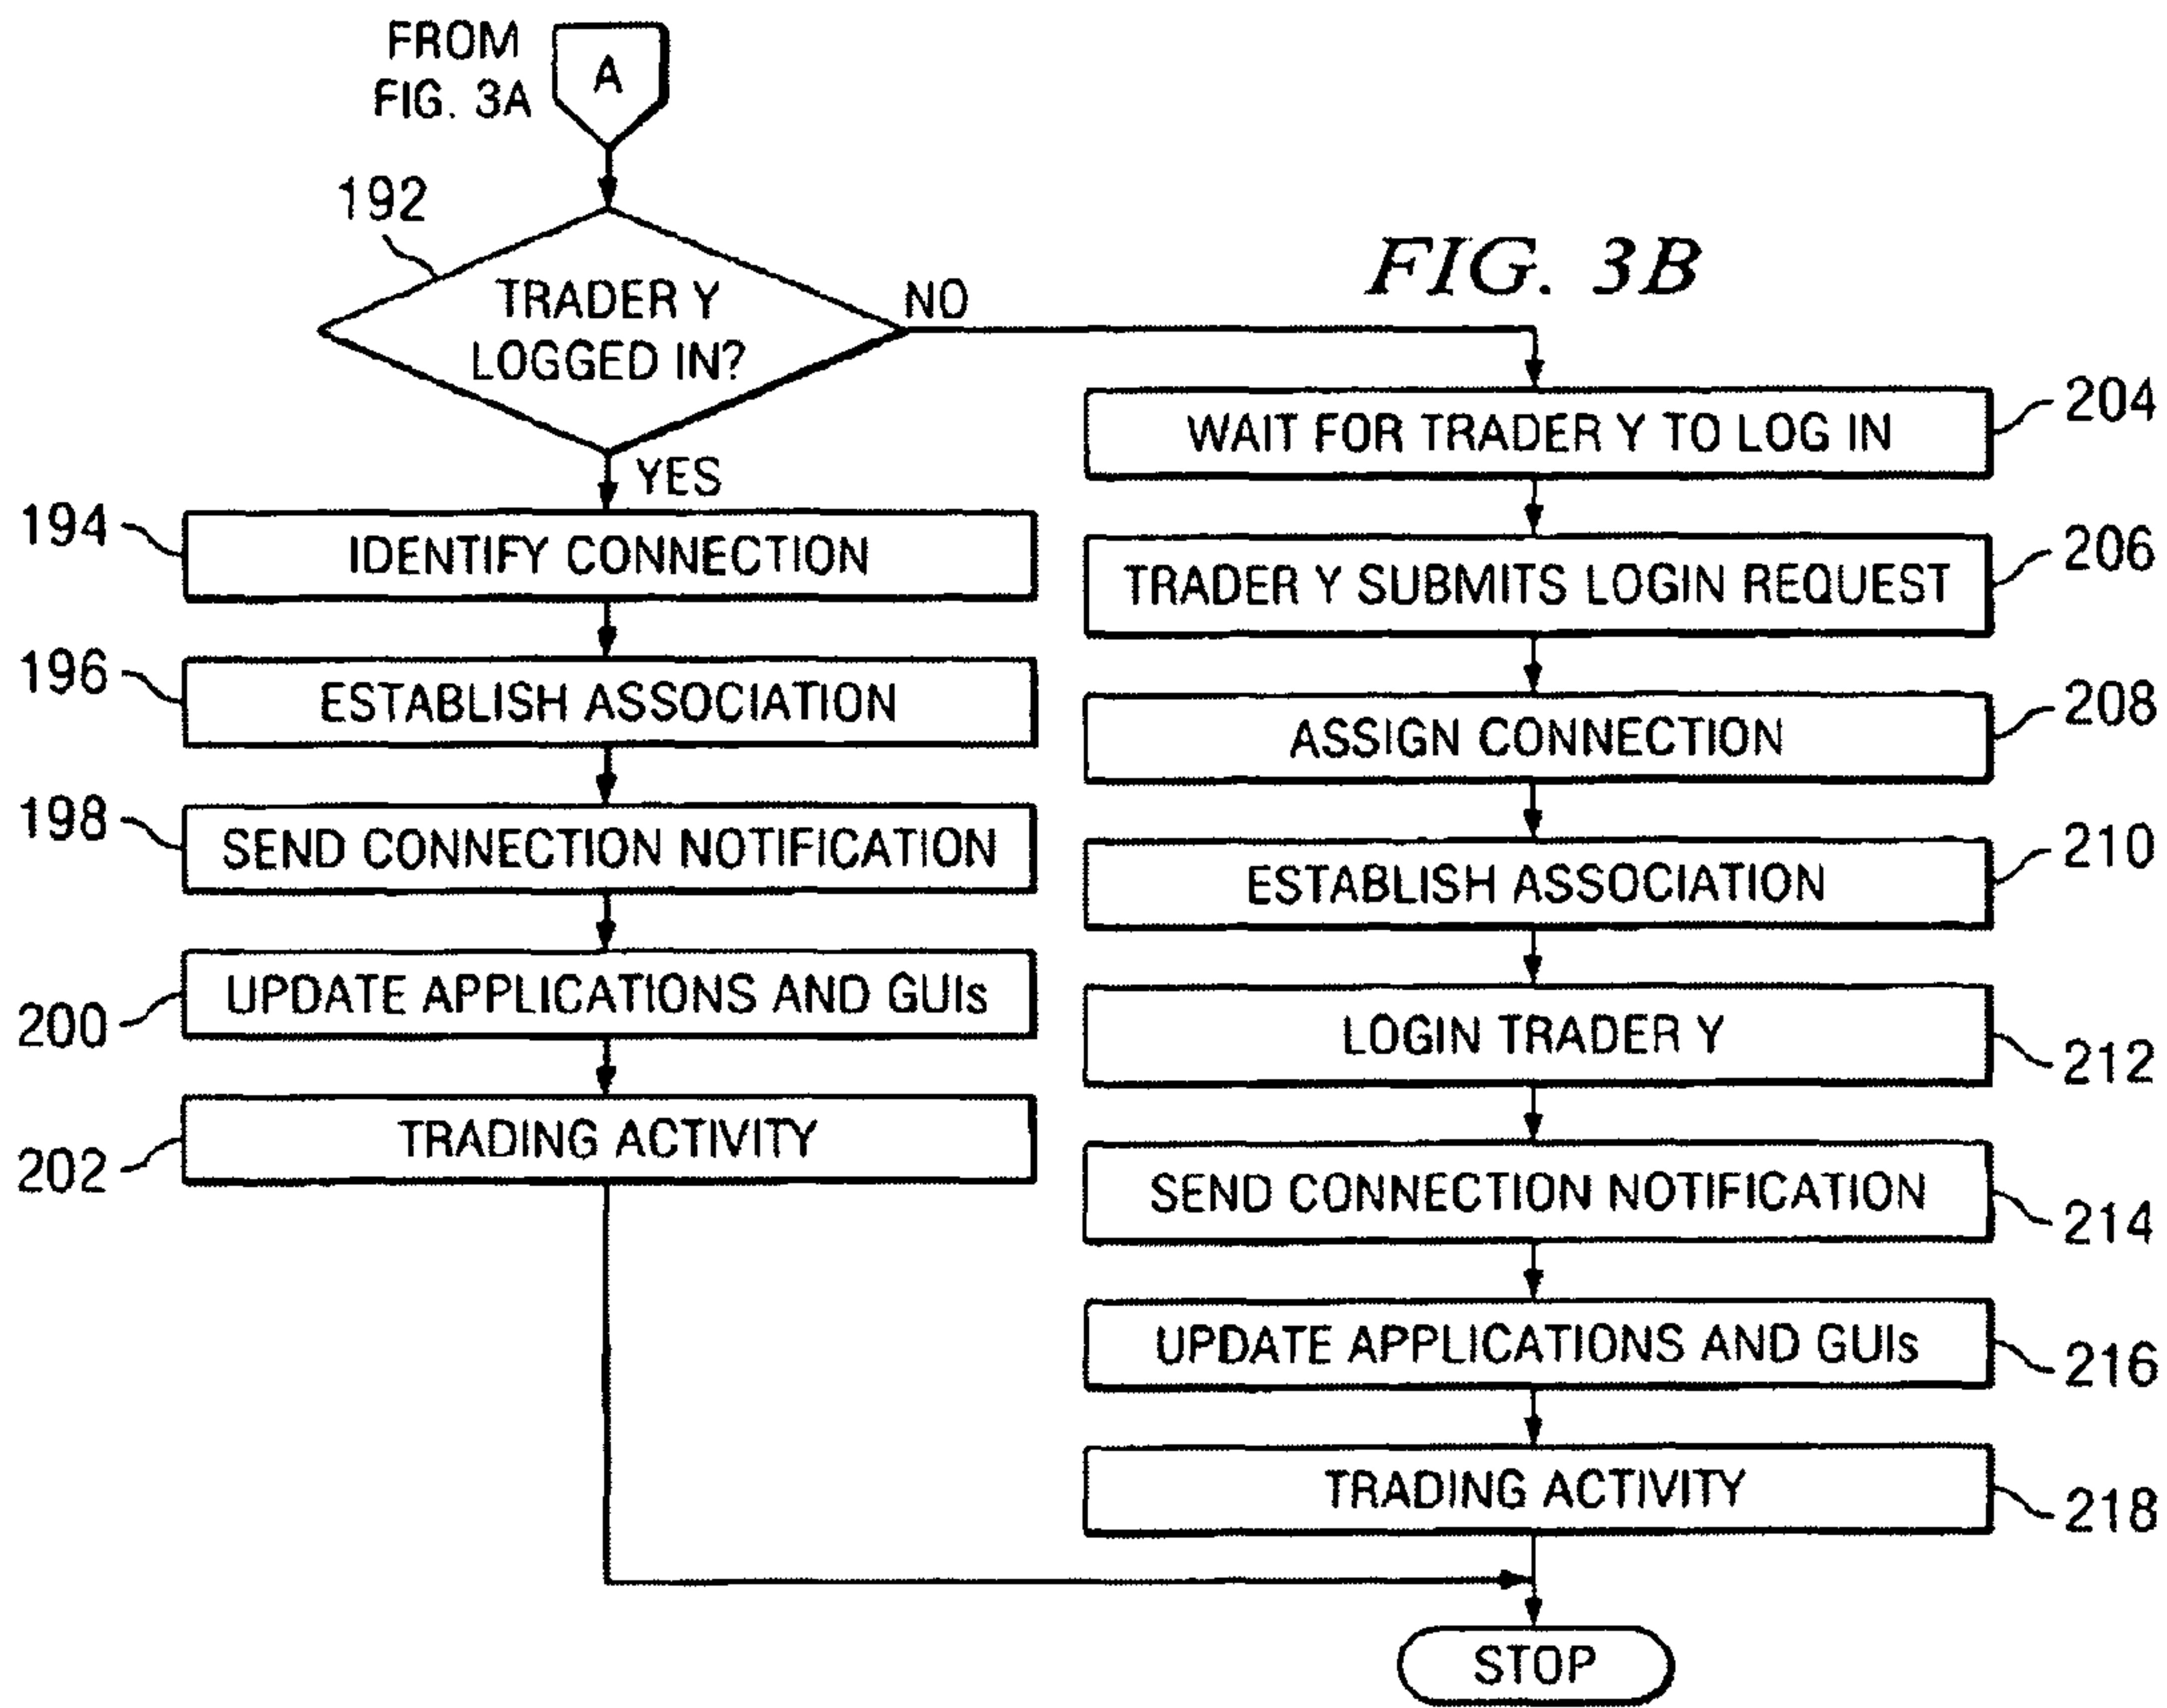 FROM
FIG. 3A
A
192
TRADER Y
LOGGED IN?
NO
YES
FIG. 3B
194
IDENTIFY CONNECTION
196
ESTABLISH ASSOCIATION
198
SEND CONNECTION NOTIFICATION
200
UPDATE APPLICATIONS AND GUIs
202
TRADING ACTIVITY
WAIT FOR TRADER Y TO LOG IN
204
TRADER Y SUBMITS LOGIN REQUEST
206
ASSIGN CONNECTION
208
ESTABLISH ASSOCIATION
210
LOGIN TRADER Y
212
SEND CONNECTION NOTIFICATION
214
UPDATE APPLICATIONS AND GUIs
216
TRADING ACTIVITY
218
STOP